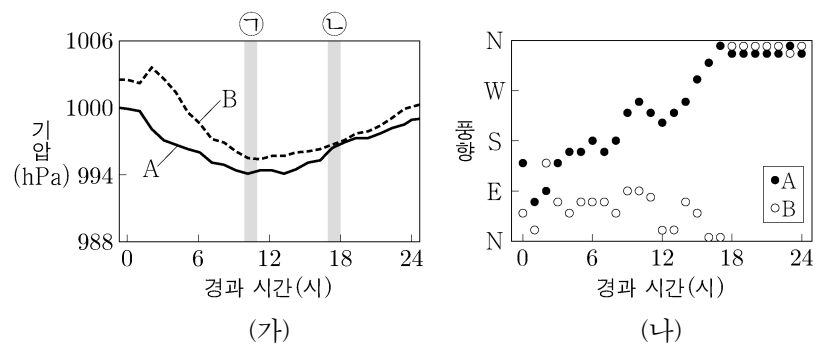 ㉠ ㉡
1006
1000
994
988
기압
(hPa)
A
B
0 6 12 18 24
경과 시간(시)
(가)
N
W
S
E
N
풍향
● A
○ B
0 6 12 18 24
경과 시간(시)
(나)